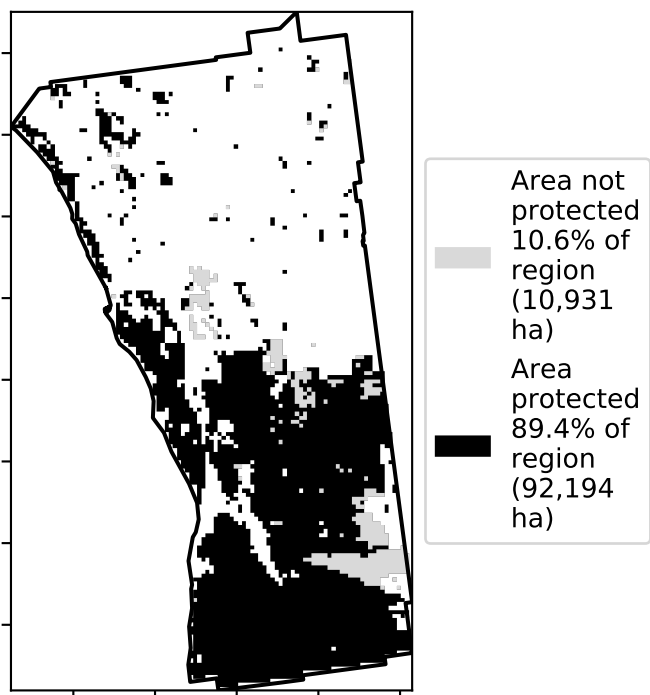 Area not
protected
10.6% of
region
(10,931
ha)
Area
protected
89.4% of
region
(92,194
ha)